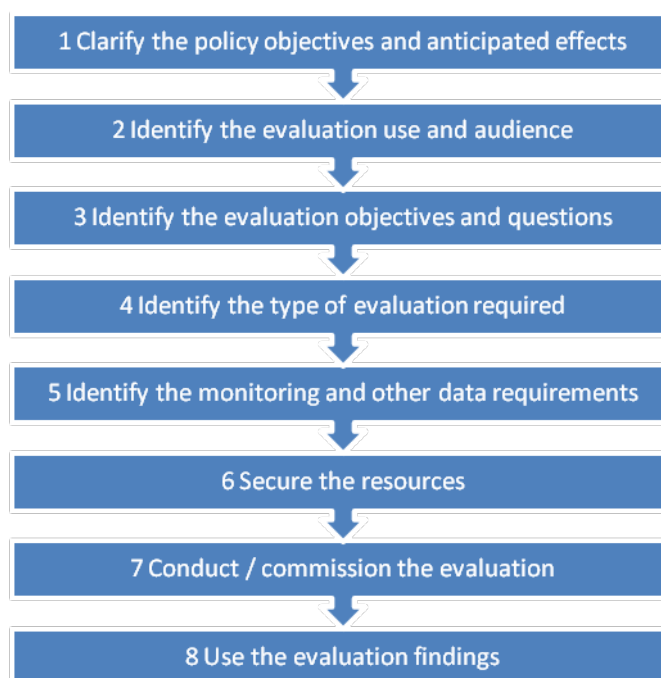 1 Clarify the policy objectives and anticipated effects
2 Identify the evaluation use and audience
3 Identify the evaluation objectives and questions
4 Identify the type of evaluation required
5 Identify the monitoring and other data requirements
6 Secure the resources
7 Conduct / commission the evaluation
8 Use the evaluation findings